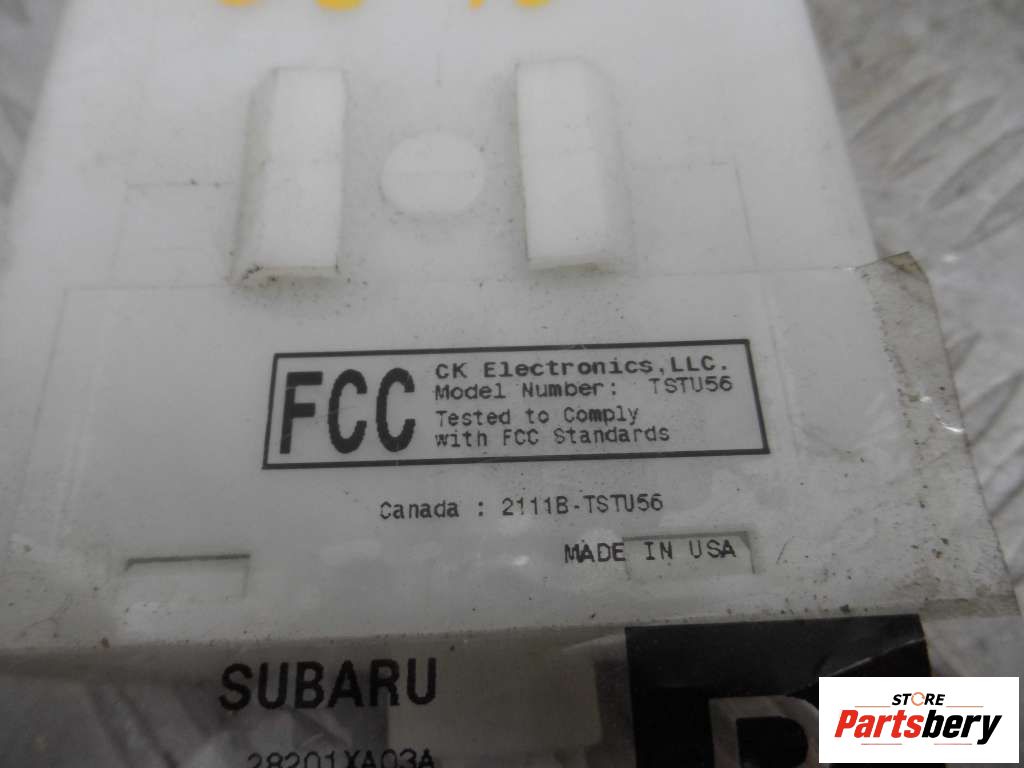 FCC
CK Electronics,LLC.
Model Number: TSTU56
Tested to Comply
with FCC Standards
Canada : 2111B-TSTU56
MADE IN USA
SUBARU
28201XA03A
STORE
Partsbery